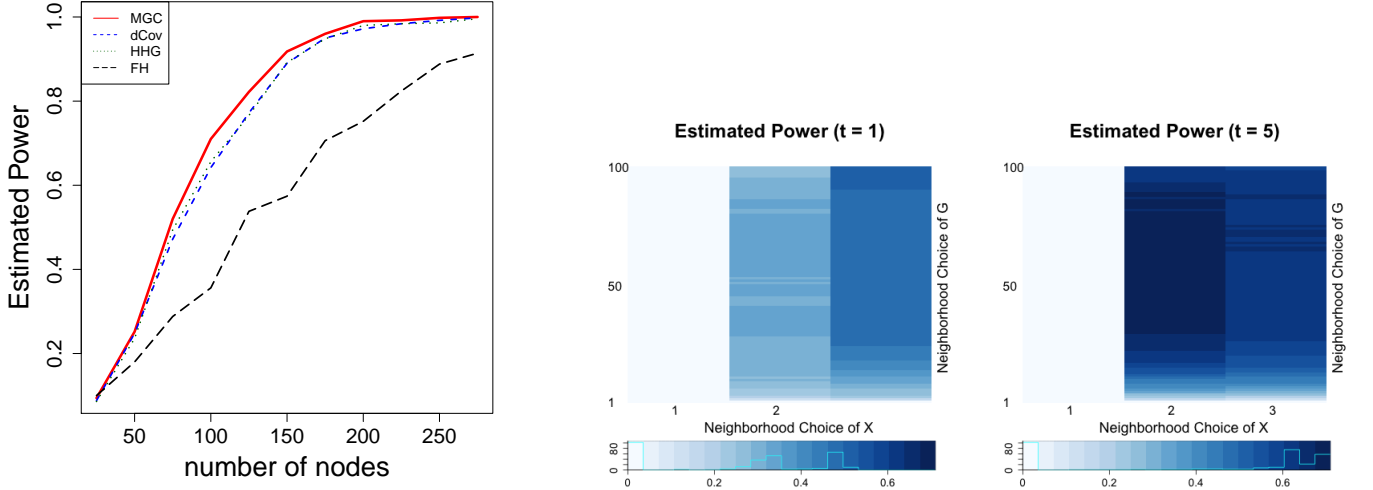 MGC
dCov
HHG
FH
Estimated Power
0.2 0.4 0.6 0.8 1.0
50 100 150 200 250
number of nodes
Estimated Power (t = 1)
100
50
1
1 2
Neighborhood Choice of X
Neighborhood Choice of G
0 80
0 0.2 0.4 0.6
Estimated Power (t = 5)
100
50
1
1 2 3
Neighborhood Choice of X
Neighborhood Choice of G
0 80
0 0.2 0.4 0.6